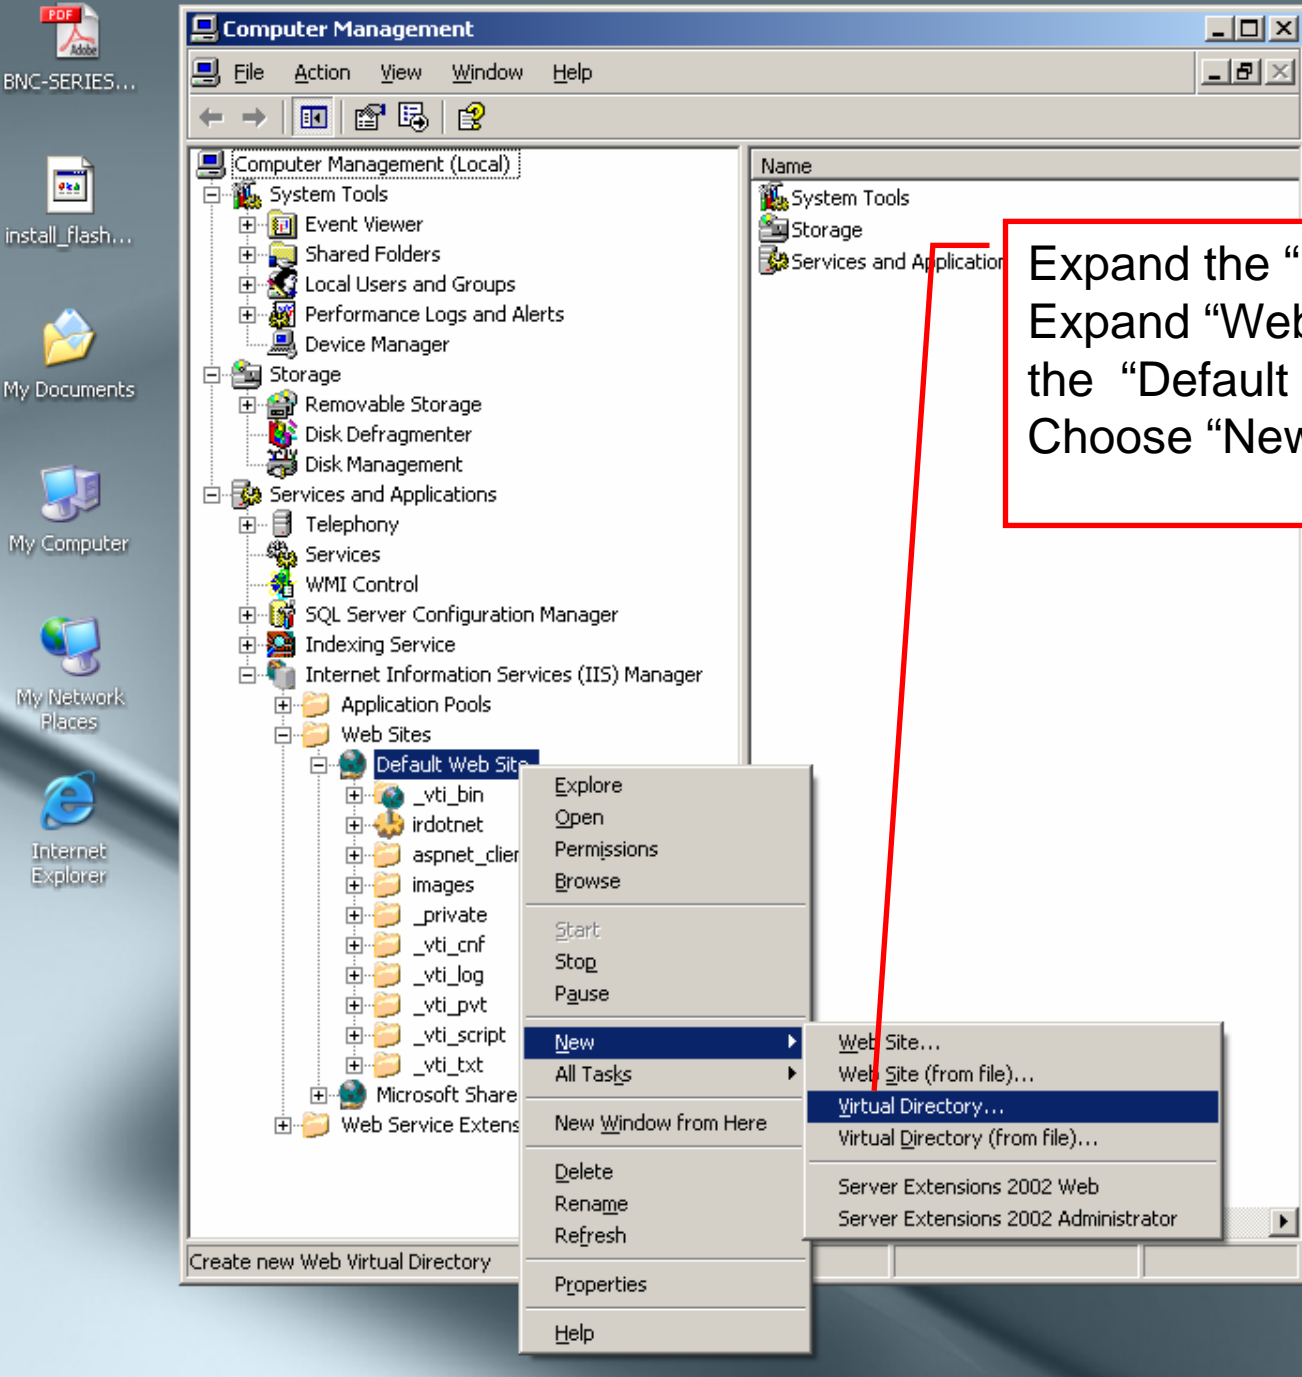 PDF
Adobe
BNC-SERIES...
install_flash...
My Documents
My Computer
My Network
Places
Internet
Explorer
Computer Management
File Action View Window Help
Computer Management (Local)
System Tools
Event Viewer
Shared Folders
Local Users and Groups
Performance Logs and Alerts
Device Manager
Storage
Removable Storage
Disk Defragmenter
Disk Management
Services and Applications
Telephony
Services
WMI Control
SQL Server Configuration Manager
Indexing Service
Internet Information Services (IIS) Manager
Application Pools
Web Sites
Default Web Site
_vti_bin
irdotnet
aspnet_clien
images
_private
_vti_cnf
_vti_log
_vti_pvt
_vti_script
_vti_txt
Microsoft Share
Web Service Extens
Name
System Tools
Storage
Services and Application
Expand the “
Expand “Web
the “Default
Choose “New
Explore
Open
Permissions
Browse
Start
Stop
Pause
New
All Tasks
New Window from Here
Delete
Rename
Refresh
Properties
Help
Web Site...
Web Site (from file)...
Virtual Directory...
Virtual Directory (from file)...
Server Extensions 2002 Web
Server Extensions 2002 Administrator
Create new Web Virtual Directory